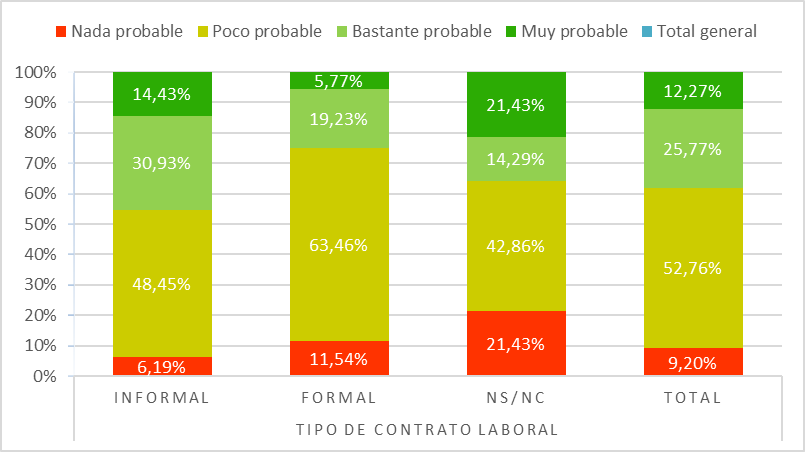 Nada probable Poco probable Bastante probable Muy probable Total general
100%
90%
80%
70%
60%
50%
40%
30%
20%
10%
0%
14,43% 5,77% 21,43% 12,27%
30,93% 19,23% 14,29% 25,77%
48,45% 63,46% 42,86% 52,76%
6,19% 11,54% 21,43% 9,20%
INFORMAL FORMAL NS/NC TOTAL
TIPO DE CONTRATO LABORAL